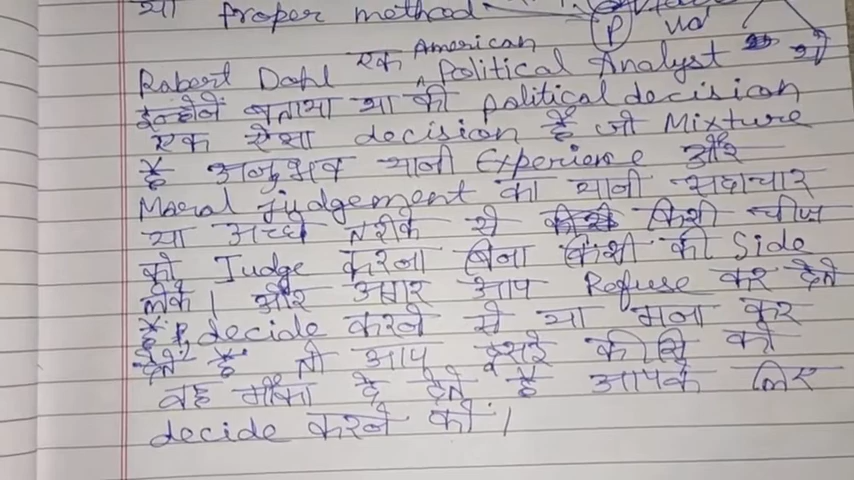 या Proper method
P
एक American
Rabert Dahl Political Analyst थे
इन्होंने बताया था की political decision
एक ऐसा decision है जो Mixture
है अनुभव यानी Experience और
Moral judgement का यानी सदाचार
या अच्छे तरीके से किसी चीज
को Judge करना बिना किसी की Side
लेके। और अगर आप Refuse कर देते
है decide करने से या मना कर
देते है तो आप दूसरे को
वह मौका दे देते है आपके लिए
decide करने की।